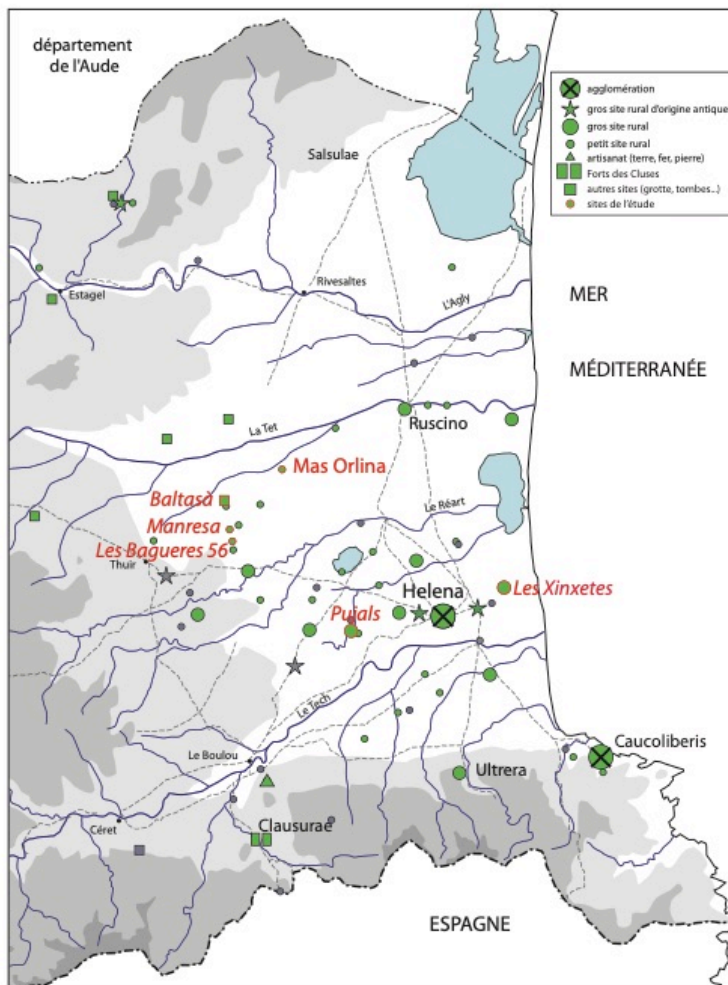 département
de l'Aude
agglomération
gros site rural d'origine antique
gros site rural
petit site rural
artisanat (terre, fer, pierre)
Forts des Cluses
autres sites (grotte, tombes...)
sites de l'étude
Salsulae
Estagel
Rivesaltes
L'Agly
MER
MÉDITERRANÉE
Ruscino
La Tet
Mas Orlina
Baltasà
Manresa
Le Réart
Les Bagueres 56
Thuir
Helena
Les Xinxetes
Pujals
Le Tech
Le Boulou
Caucoliberis
Ultrera
Céret
Clausurae
ESPAGNE